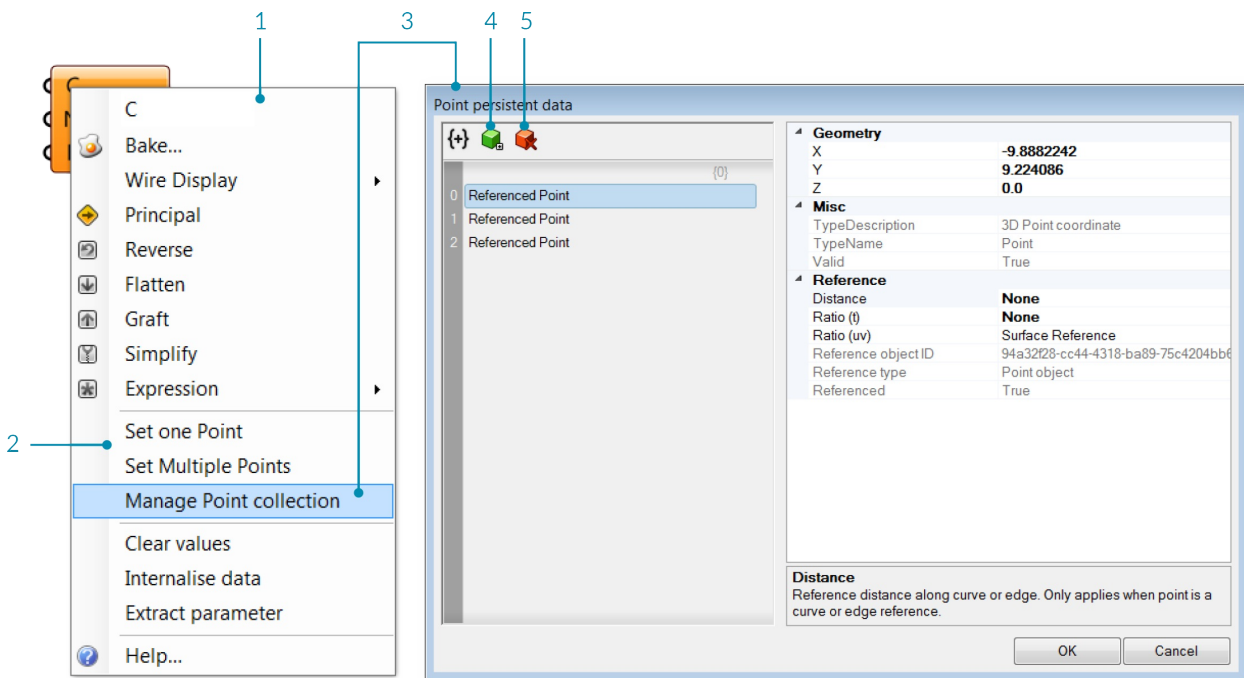 1
3
4
5
2
C
Bake...
Wire Display
Principal
Reverse
Flatten
Graft
Simplify
Expression
Set one Point
Set Multiple Points
Manage Point collection
Clear values
Internalise data
Extract parameter
Help...
Point persistent data
{+}
{0}
0 Referenced Point
1 Referenced Point
2 Referenced Point
Geometry
X -9.8882242
Y 9.224086
Z 0.0
Misc
TypeDescription 3D Point coordinate
TypeName Point
Valid True
Reference
Distance None
Ratio (t) None
Ratio (uv) Surface Reference
Reference object ID 94a32f28-cc44-4318-ba89-75c4204bb6
Reference type Point object
Referenced True
Distance
Reference distance along curve or edge. Only applies when point is a
curve or edge reference.
OK Cancel